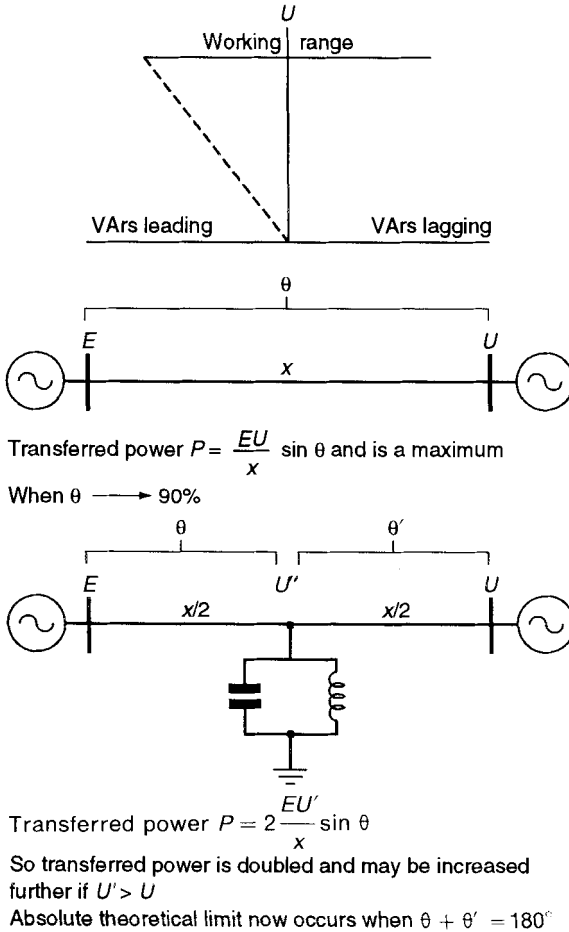 U
Working range
VArs leading VArs lagging
θ
E U
x
Transferred power P = EU/x sin θ and is a maximum
When θ ⟶ 90%
θ θ′
E U″ U
x/2 x/2
Transferred power P = 2 EU′/x sin θ
So transferred power is doubled and may be increased
further if U′ > U
Absolute theoretical limit now occurs when θ + θ′ = 180°